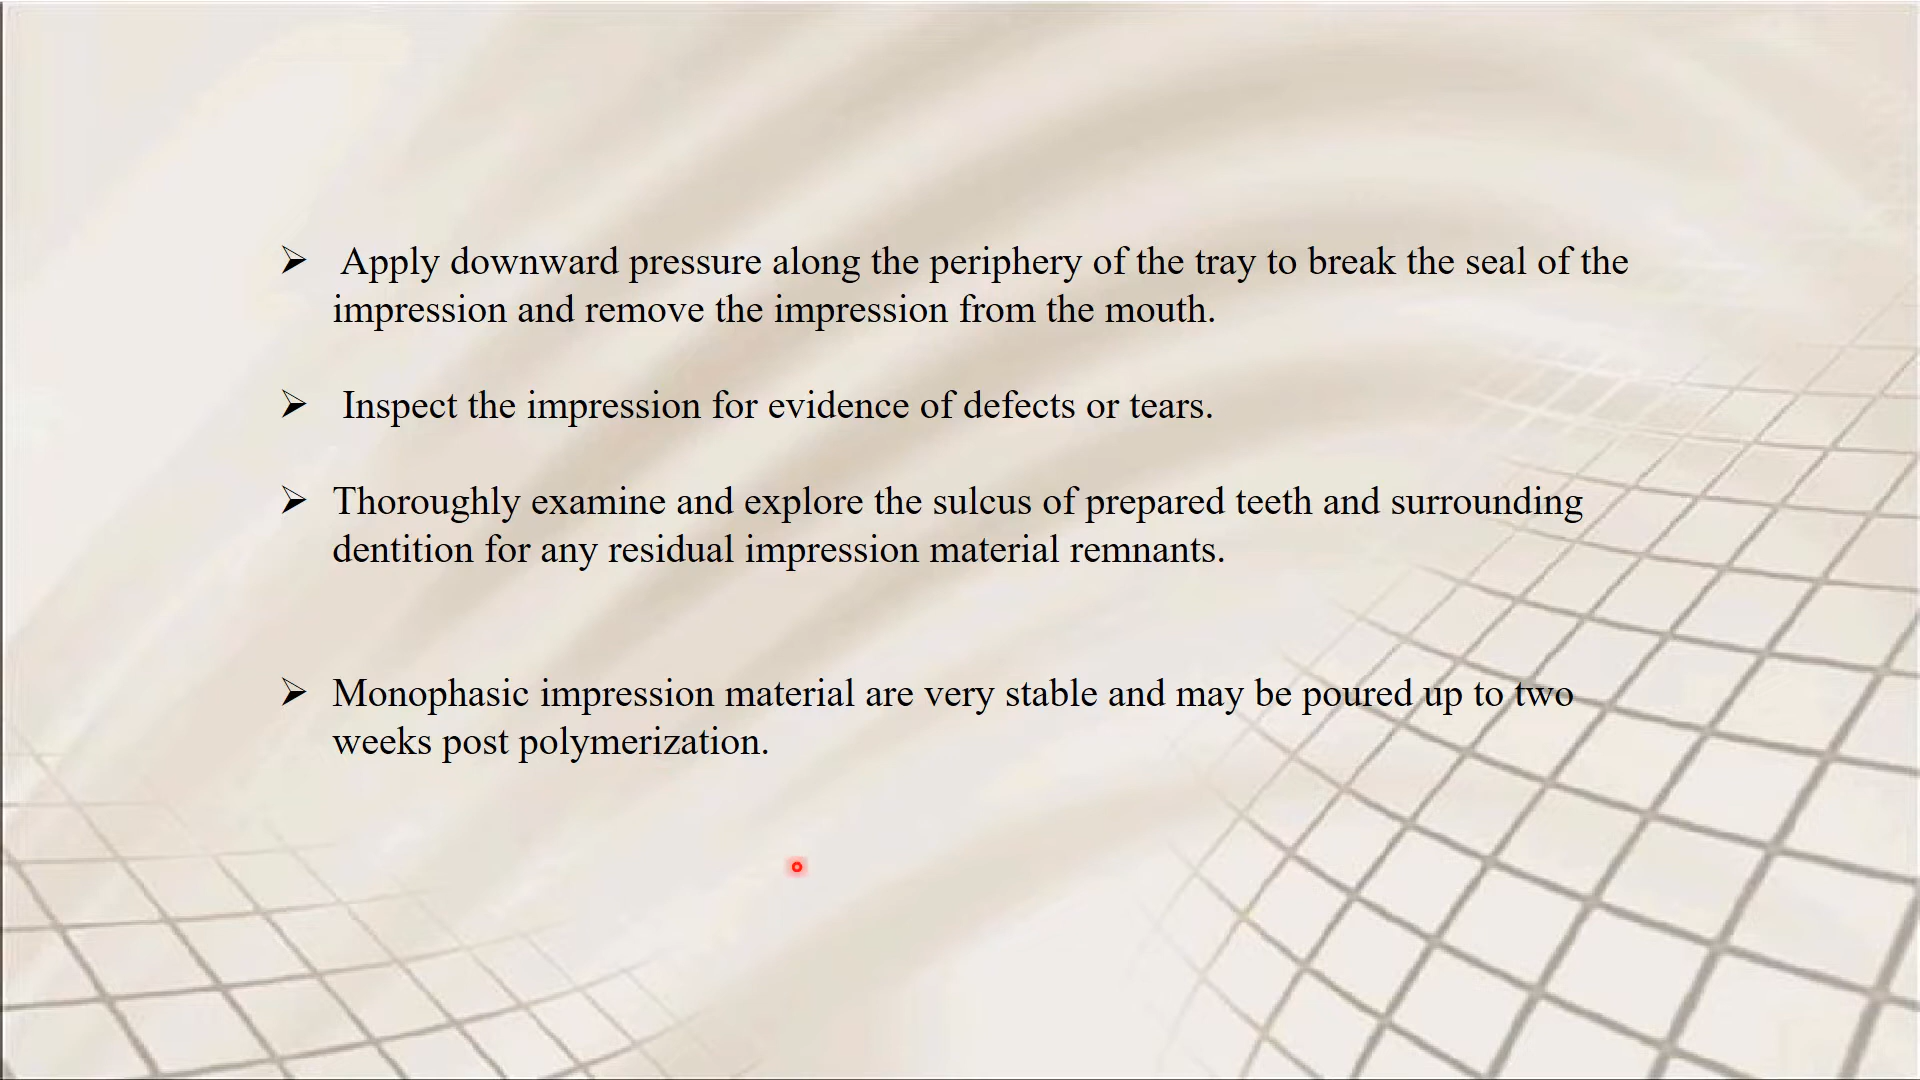 ➢ Apply downward pressure along the periphery of the tray to break the seal of the
impression and remove the impression from the mouth.
➢ Inspect the impression for evidence of defects or tears.
➢ Thoroughly examine and explore the sulcus of prepared teeth and surrounding
dentition for any residual impression material remnants.
➢ Monophasic impression material are very stable and may be poured up to two
weeks post polymerization.